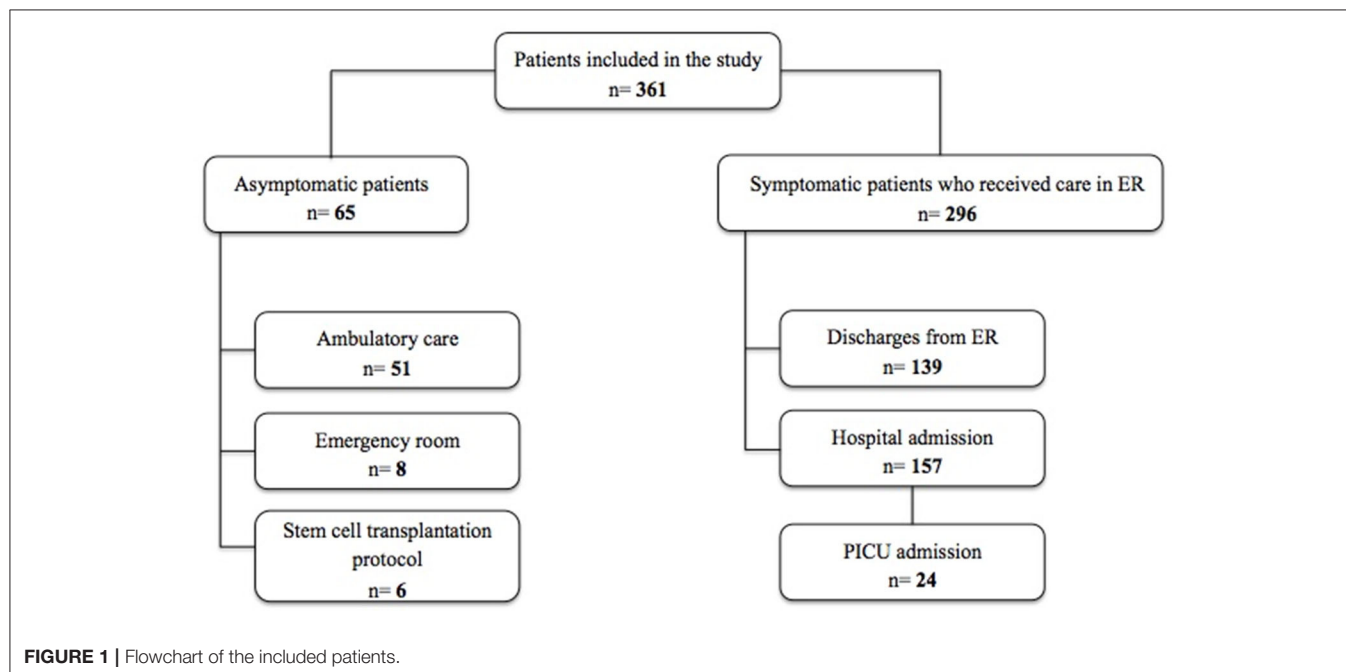 Patients included in the study
n= 361
Asymptomatic patients
n= 65
Symptomatic patients who received care in ER
n= 296
Ambulatory care
n= 51
Emergency room
n= 8
Stem cell transplantation
protocol
n= 6
Discharges from ER
n= 139
Hospital admission
n= 157
PICU admission
n= 24
FIGURE 1 | Flowchart of the included patients.